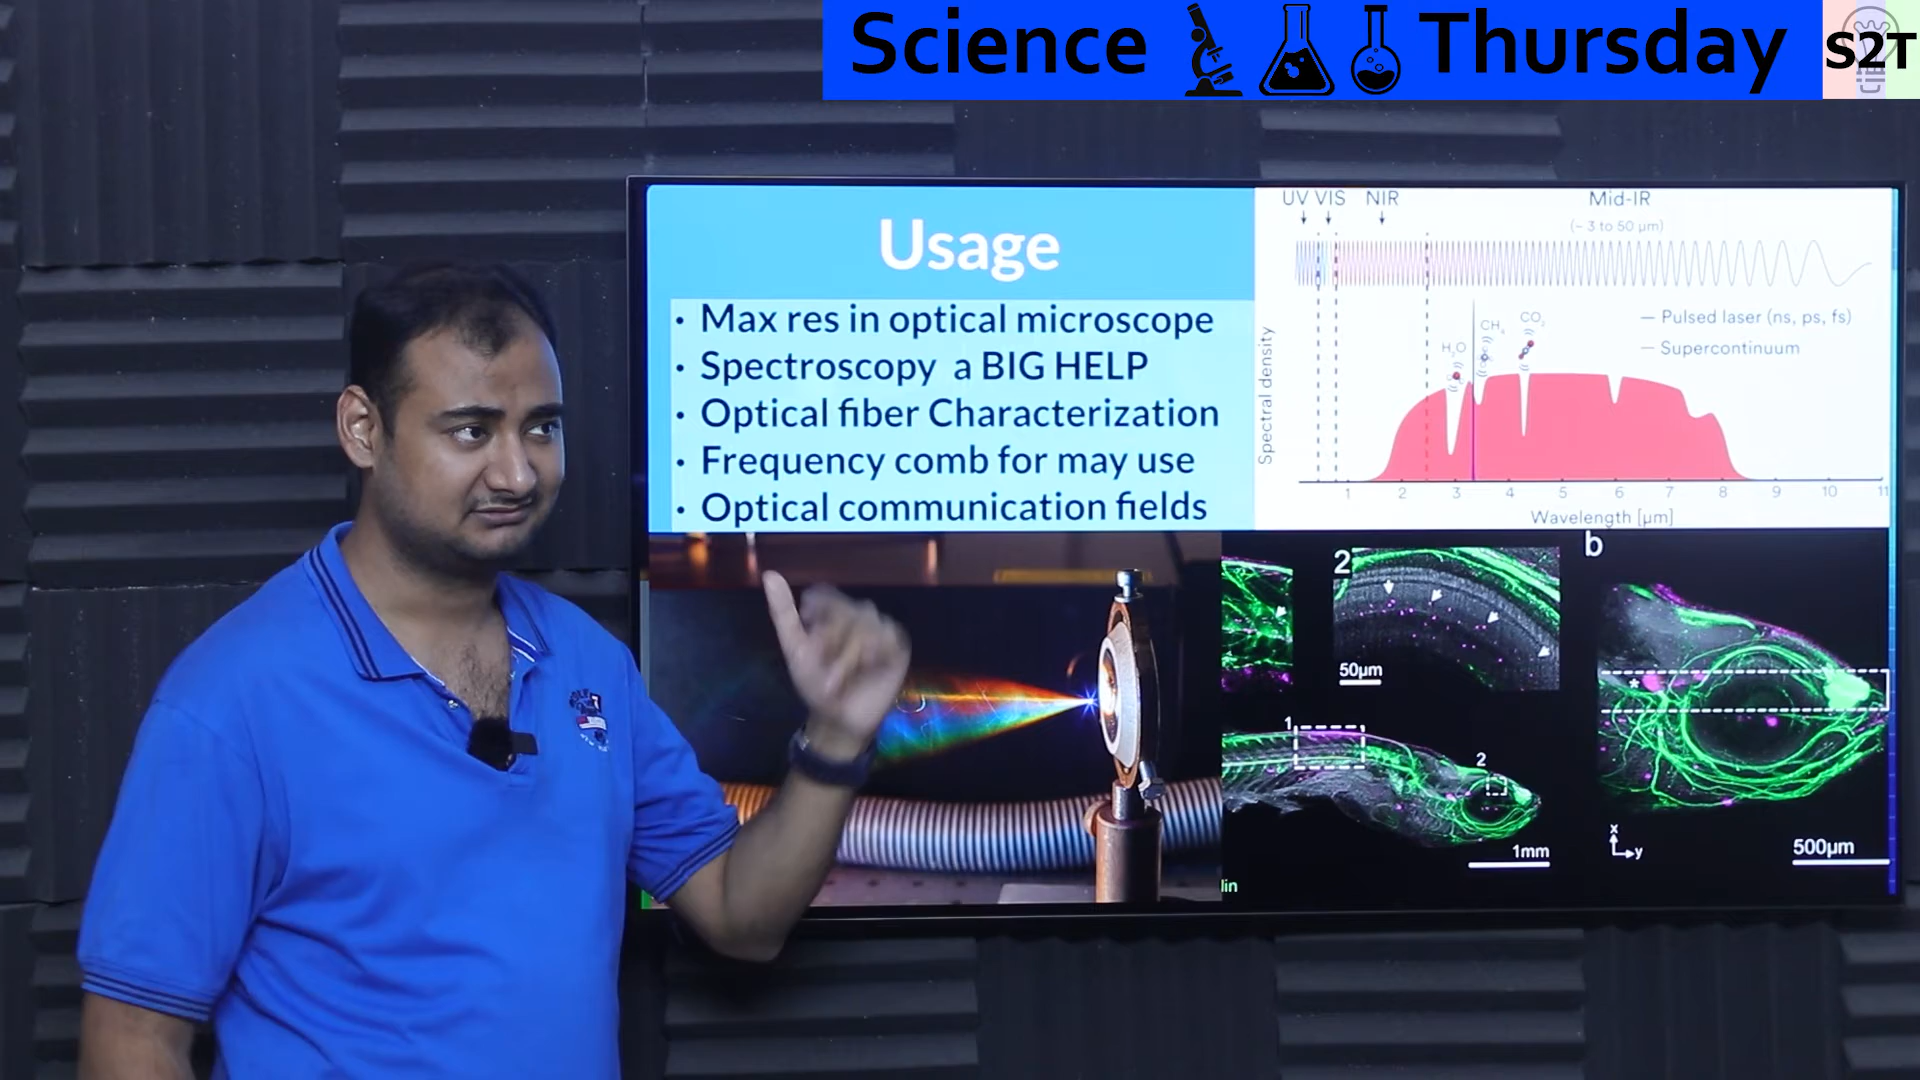 Science Thursday
S2T
Usage
• Max res in optical microscope
• Spectroscopy a BIG HELP
• Optical fiber Characterization
• Frequency comb for may use
• Optical communication fields
UV VIS NIR Mid-IR
(~ 3 to 50 µm)
Spectral density
H₂O
CH₄
CO₂
— Pulsed laser (ns, ps, fs)
— Supercontinuum
1 2 3 4 5 6 7 8 9 10 11
Wavelength [µm]
2
50µm
1
2
1mm
lin
b
*
x
y
500µm